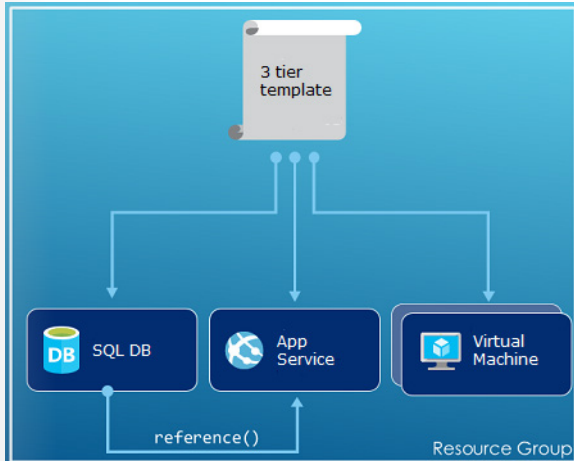 3 tier
template
DB
SQL DB
App
Service
Virtual
Machine
reference()
Resource Group